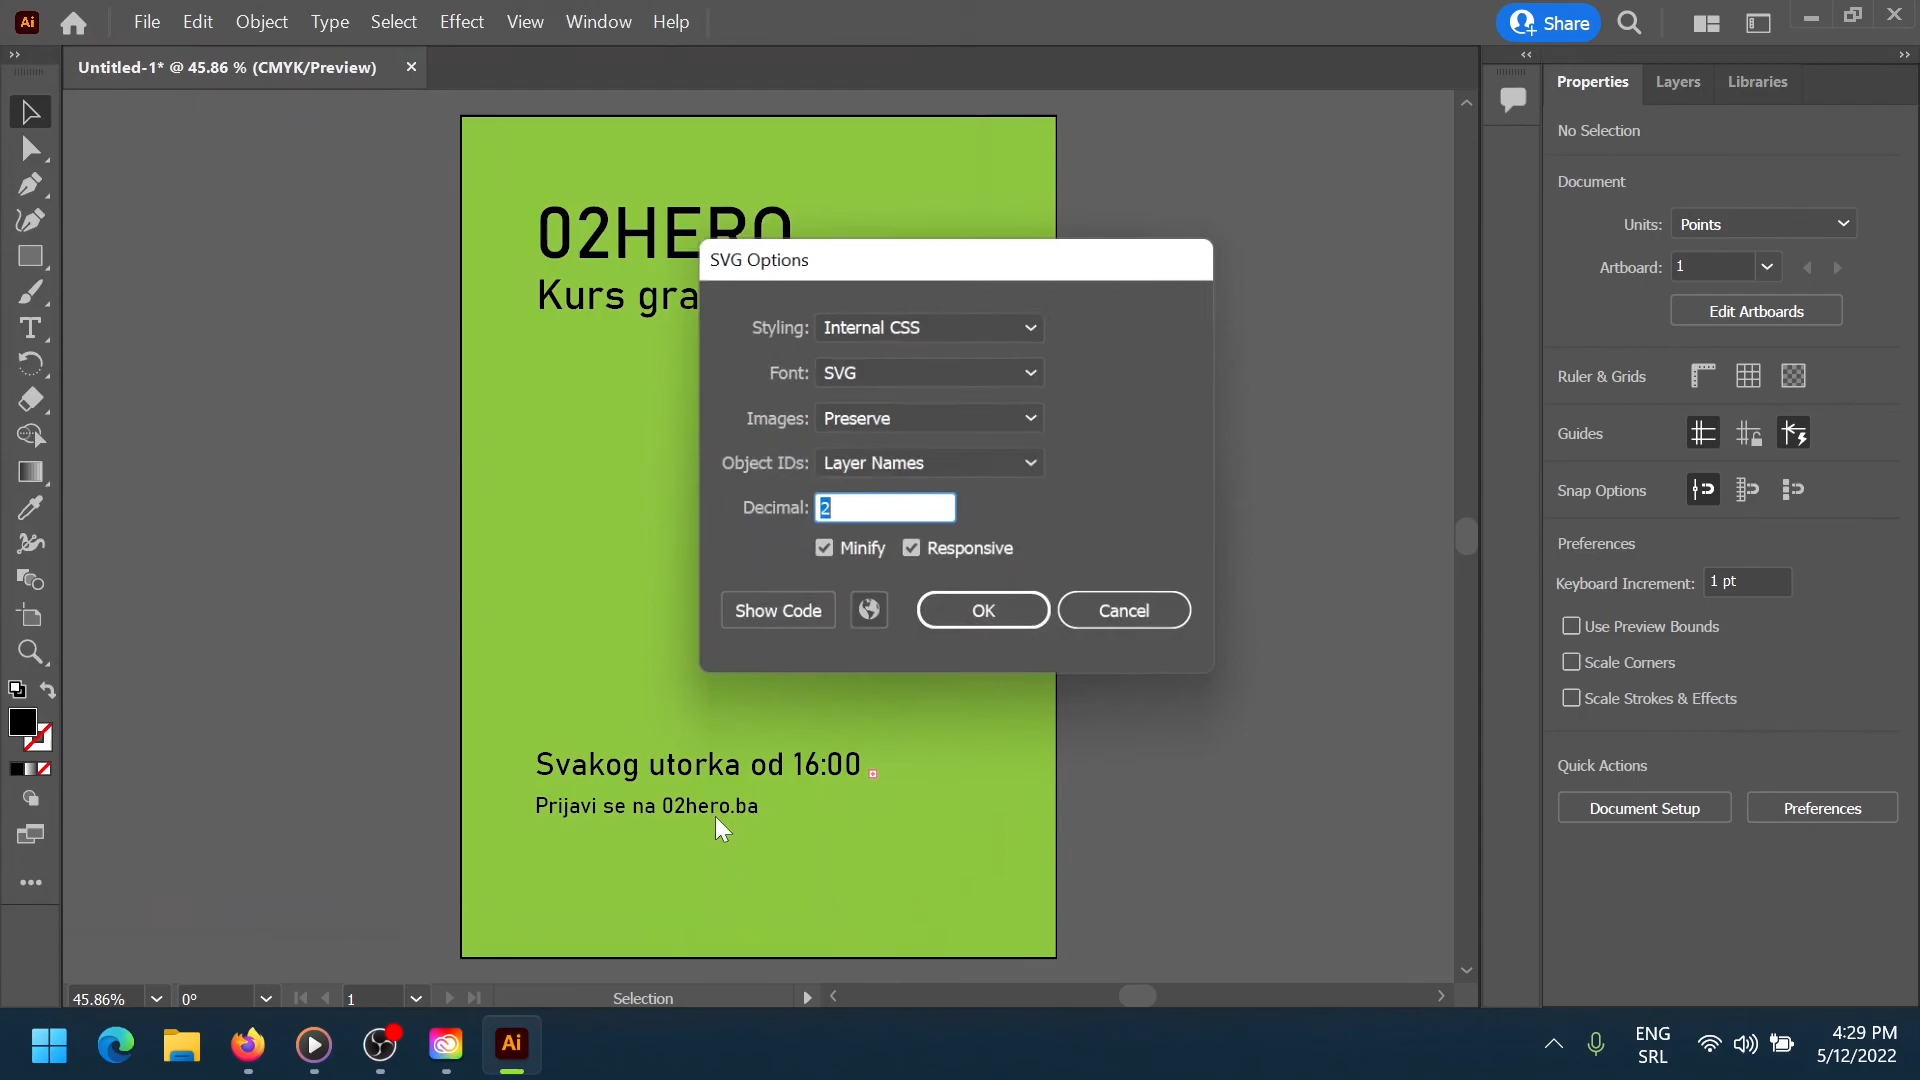 Ai
File Edit Object Type Select Effect View Window Help
Share
Untitled-1* @ 45.86 % (CMYK/Preview)
Properties Layers Libraries
No Selection
Document
Units: Points
Artboard: 1
Edit Artboards
Ruler & Grids
Guides
Snap Options
Preferences
Keyboard Increment: 1 pt
Use Preview Bounds
Scale Corners
Scale Strokes & Effects
Quick Actions
Document Setup Preferences
02HERO
Kurs gra
SVG Options
Styling: Internal CSS
Font: SVG
Images: Preserve
Object IDs: Layer Names
Decimal: 2
Minify Responsive
Show Code OK Cancel
Svakog utorka od 16:00
Prijavi se na 02hero.ba
45.86% 0° 1 Selection
Ai
ENG
SRL
4:29 PM
5/12/2022